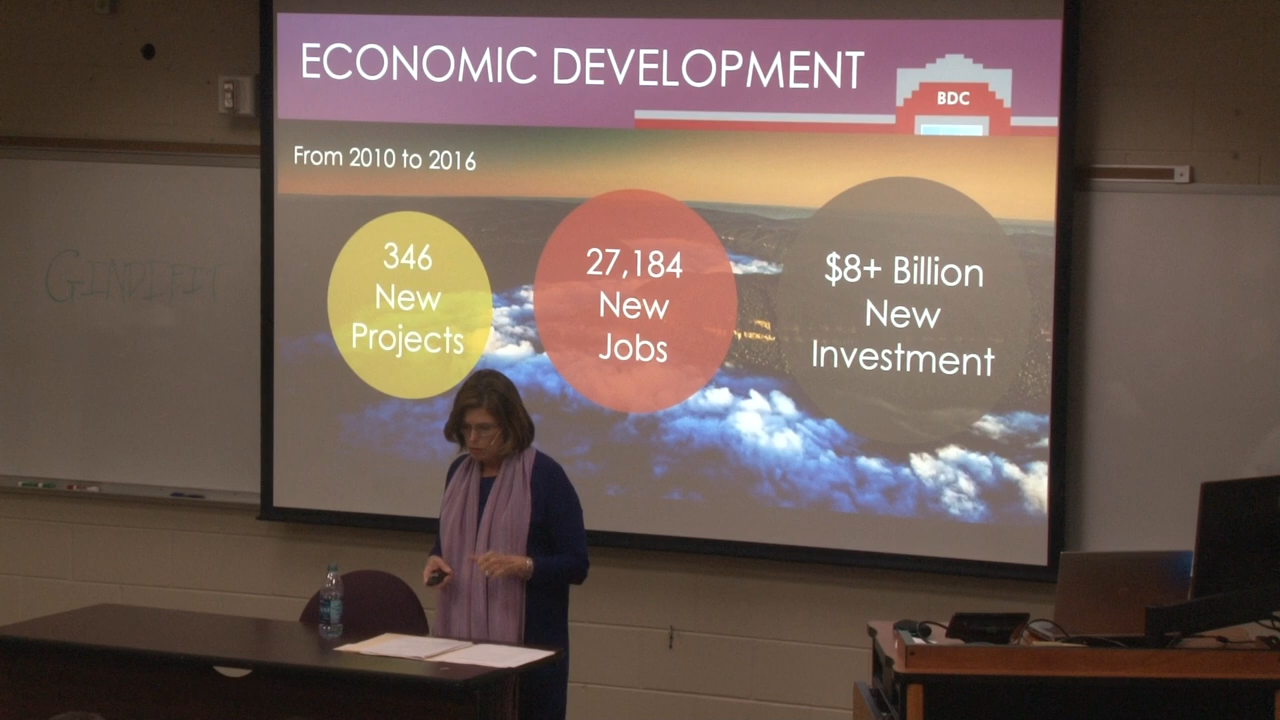 ECONOMIC DEVELOPMENT
BDC
From 2010 to 2016
346
New
Projects
27,184
New
Jobs
$8+ Billion
New
Investment